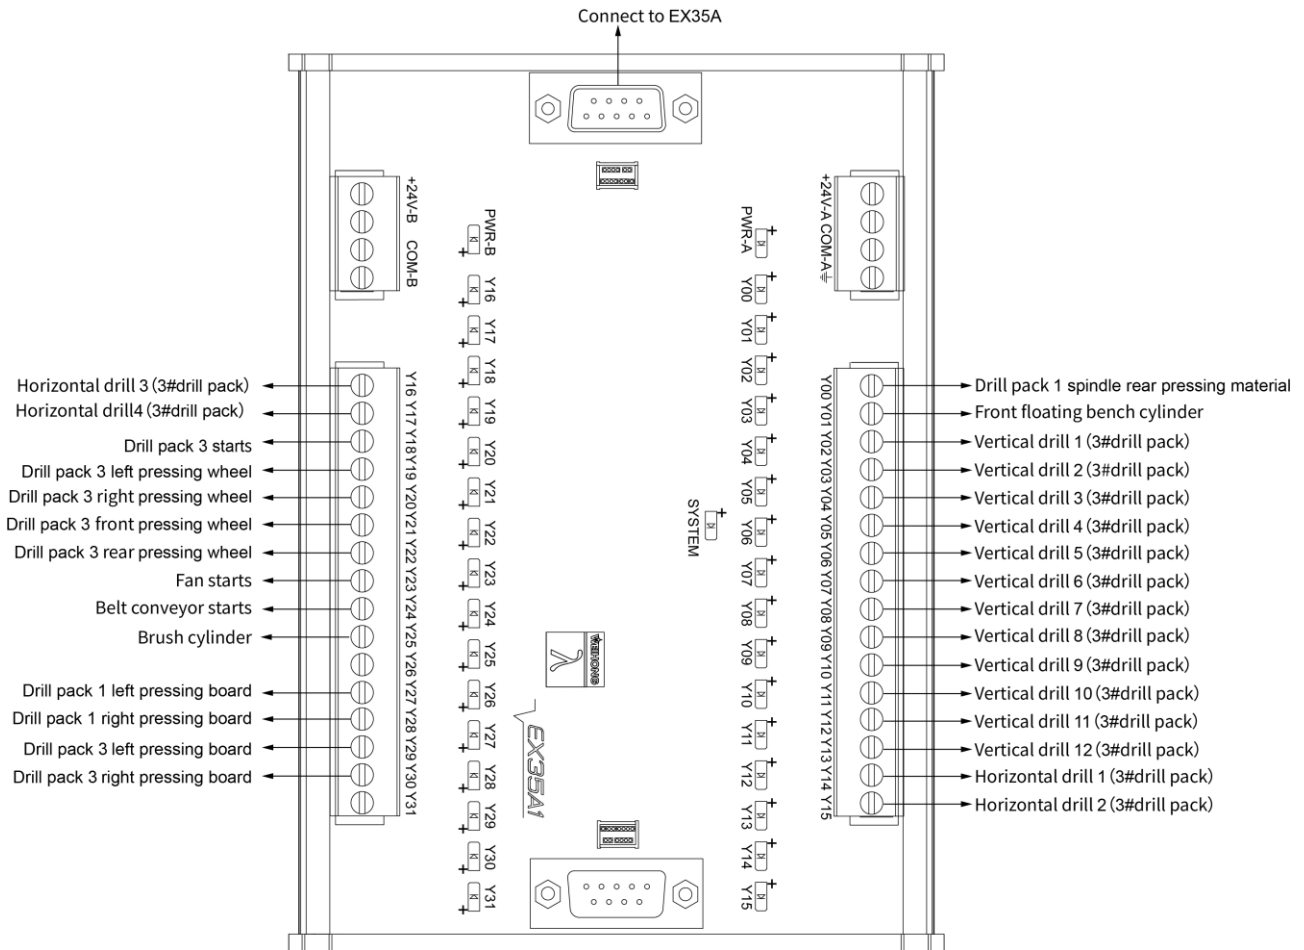 Connect to EX35A
+24V-B COM-B
PWR-B
PWR-A
+24V-A COM-A
Y16
Y17
Y18
Y19
Y20
Y21
Y22
Y23
Y24
Y25
Y26
Y27
Y28
Y29
Y30
Y31
Y00
Y01
Y02
Y03
Y04
Y05
Y06
Y07
Y08
Y09
Y10
Y11
Y12
Y13
Y14
Y15
SYSTEM
WEIHONG
EX35A1
Horizontal drill 3 (3#drill pack)
Horizontal drill4 (3#drill pack)
Drill pack 3 starts
Drill pack 3 left pressing wheel
Drill pack 3 right pressing wheel
Drill pack 3 front pressing wheel
Drill pack 3 rear pressing wheel
Fan starts
Belt conveyor starts
Brush cylinder
Drill pack 1 left pressing board
Drill pack 1 right pressing board
Drill pack 3 left pressing board
Drill pack 3 right pressing board
Y16 Y17 Y18 Y19 Y20 Y21 Y22 Y23 Y24 Y25 Y26 Y27 Y28 Y29 Y30 Y31
Y00 Y01 Y02 Y03 Y04 Y05 Y06 Y07 Y08 Y09 Y10 Y11 Y12 Y13 Y14 Y15
Drill pack 1 spindle rear pressing material
Front floating bench cylinder
Vertical drill 1 (3#drill pack)
Vertical drill 2 (3#drill pack)
Vertical drill 3 (3#drill pack)
Vertical drill 4 (3#drill pack)
Vertical drill 5 (3#drill pack)
Vertical drill 6 (3#drill pack)
Vertical drill 7 (3#drill pack)
Vertical drill 8 (3#drill pack)
Vertical drill 9 (3#drill pack)
Vertical drill 10 (3#drill pack)
Vertical drill 11 (3#drill pack)
Vertical drill 12 (3#drill pack)
Horizontal drill 1 (3#drill pack)
Horizontal drill 2 (3#drill pack)